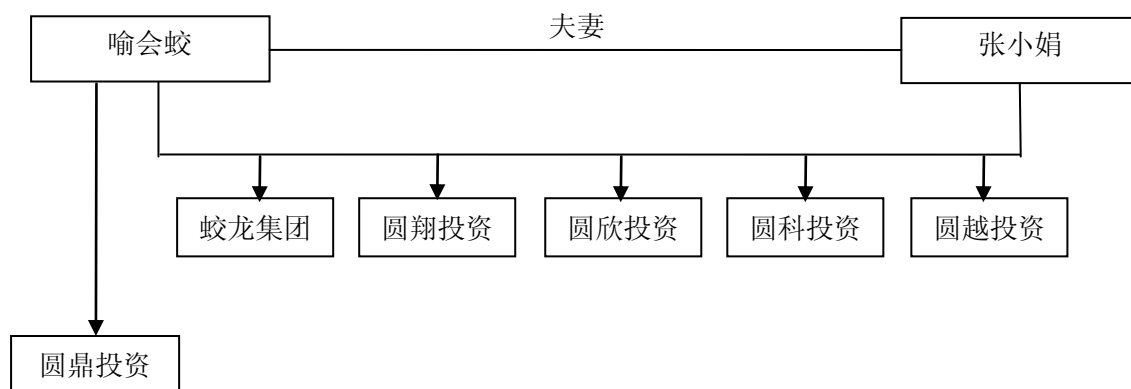 夫妻
喻会蛟
张小娟
蛟龙集团
圆翔投资
圆欣投资
圆科投资
圆越投资
圆鼎投资